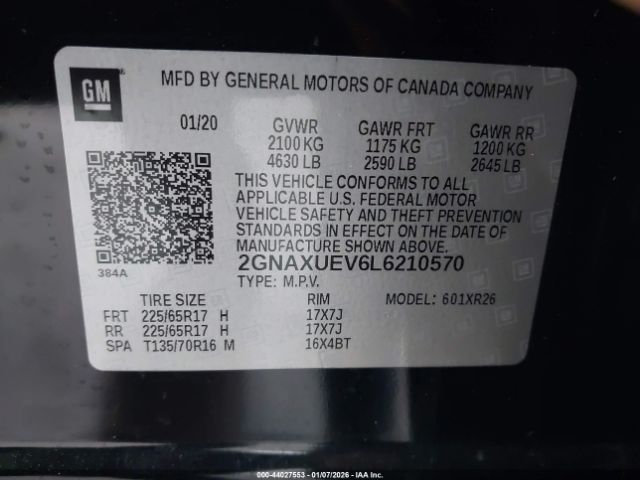 GM
MFD BY GENERAL MOTORS OF CANADA COMPANY
01/20 GVWR GAWR FRT GAWR RR
2100 KG 1175 KG 1200 KG
4630 LB 2590 LB 2645 LB
THIS VEHICLE CONFORMS TO ALL
APPLICABLE U.S. FEDERAL MOTOR
VEHICLE SAFETY AND THEFT PREVENTION
STANDARDS IN EFFECT ON THE DATE OF
MANUFACTURE SHOWN ABOVE.
384A
2GNAXUEV6L6210570
TYPE: M.P.V.
TIRE SIZE RIM MODEL: 601XR26
FRT 225/65R17 H 17X7J
RR 225/65R17 H 17X7J
SPA T135/70R16 M 16X4BT
000-44027553 — 01/07/2026 — IAA Corp.